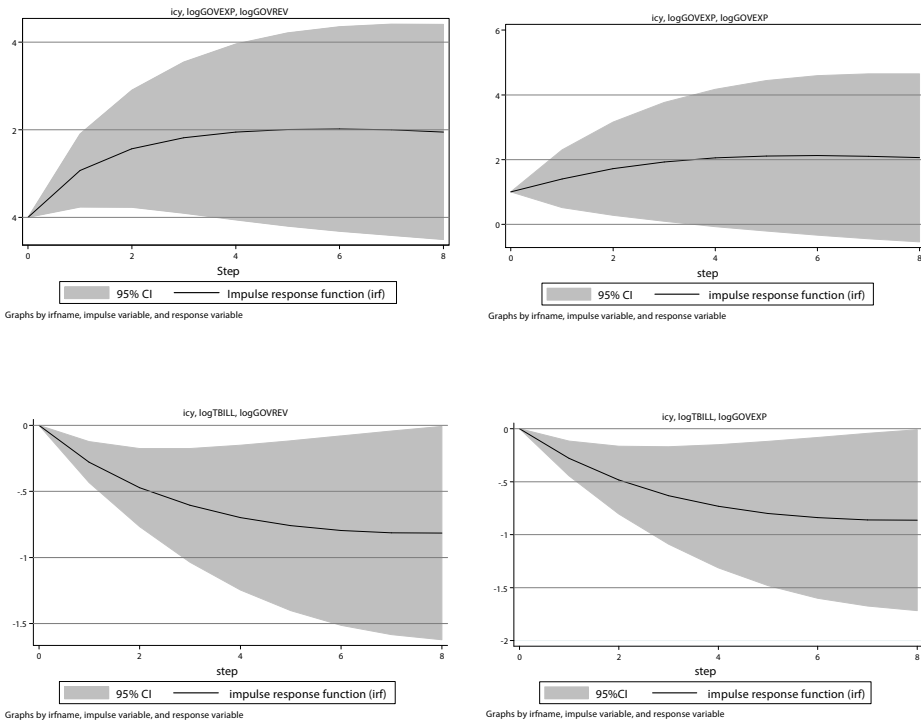 icy, logGOVEXP, logGOVREV
4
2
4
0
2
4
6
8
Step
95% CI
Impulse response function (irf)
Graphs by irfname, impulse variable, and response variable
icy, logGOVEXP, logGOVEXP
6
4
2
0
0
2
4
6
8
step
95% CI
impulse response function (irf)
Graphs by irfname, impulse variable, and response variable
icy, logTBILL, logGOVREV
0
-.5
-1
-1.5
0
2
4
6
8
step
95% CI
impulse response function (irf)
Graphs by irfname, impulse variable, and response variable
icy, logTBILL, logGOVEXP
0
-.5
-1
-1.5
-2
0
2
4
6
8
step
95%CI
impulse response function (irf)
Graphs by irfname, impulse variable, and response variable